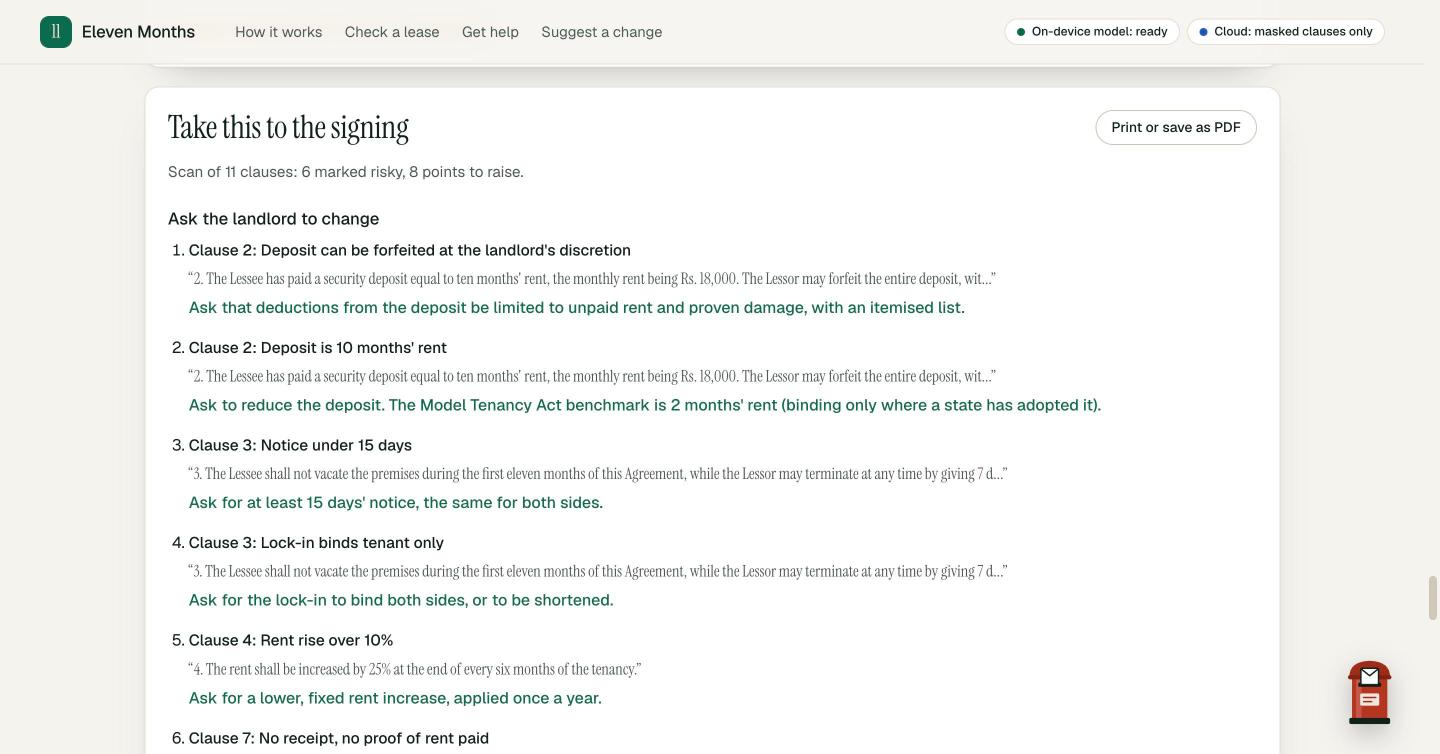 11 Eleven Months
How it works Check a lease Get help Suggest a change
On-device model: ready Cloud: masked clauses only
Take this to the signing
Print or save as PDF
Scan of 11 clauses: 6 marked risky, 8 points to raise.
Ask the landlord to change
1. Clause 2: Deposit can be forfeited at the landlord's discretion
“2. The Lessee has paid a security deposit equal to ten months' rent, the monthly rent being Rs. 18,000. The Lessor may forfeit the entire deposit, wit...”
Ask that deductions from the deposit be limited to unpaid rent and proven damage, with an itemised list.
2. Clause 2: Deposit is 10 months' rent
“2. The Lessee has paid a security deposit equal to ten months' rent, the monthly rent being Rs. 18,000. The Lessor may forfeit the entire deposit, wit...”
Ask to reduce the deposit. The Model Tenancy Act benchmark is 2 months' rent (binding only where a state has adopted it).
3. Clause 3: Notice under 15 days
“3. The Lessee shall not vacate the premises during the first eleven months of this Agreement, while the Lessor may terminate at any time by giving 7 d...”
Ask for at least 15 days' notice, the same for both sides.
4. Clause 3: Lock-in binds tenant only
“3. The Lessee shall not vacate the premises during the first eleven months of this Agreement, while the Lessor may terminate at any time by giving 7 d...”
Ask for the lock-in to bind both sides, or to be shortened.
5. Clause 4: Rent rise over 10%
“4. The rent shall be increased by 25% at the end of every six months of the tenancy.”
Ask for a lower, fixed rent increase, applied once a year.
6. Clause 7: No receipt, no proof of rent paid